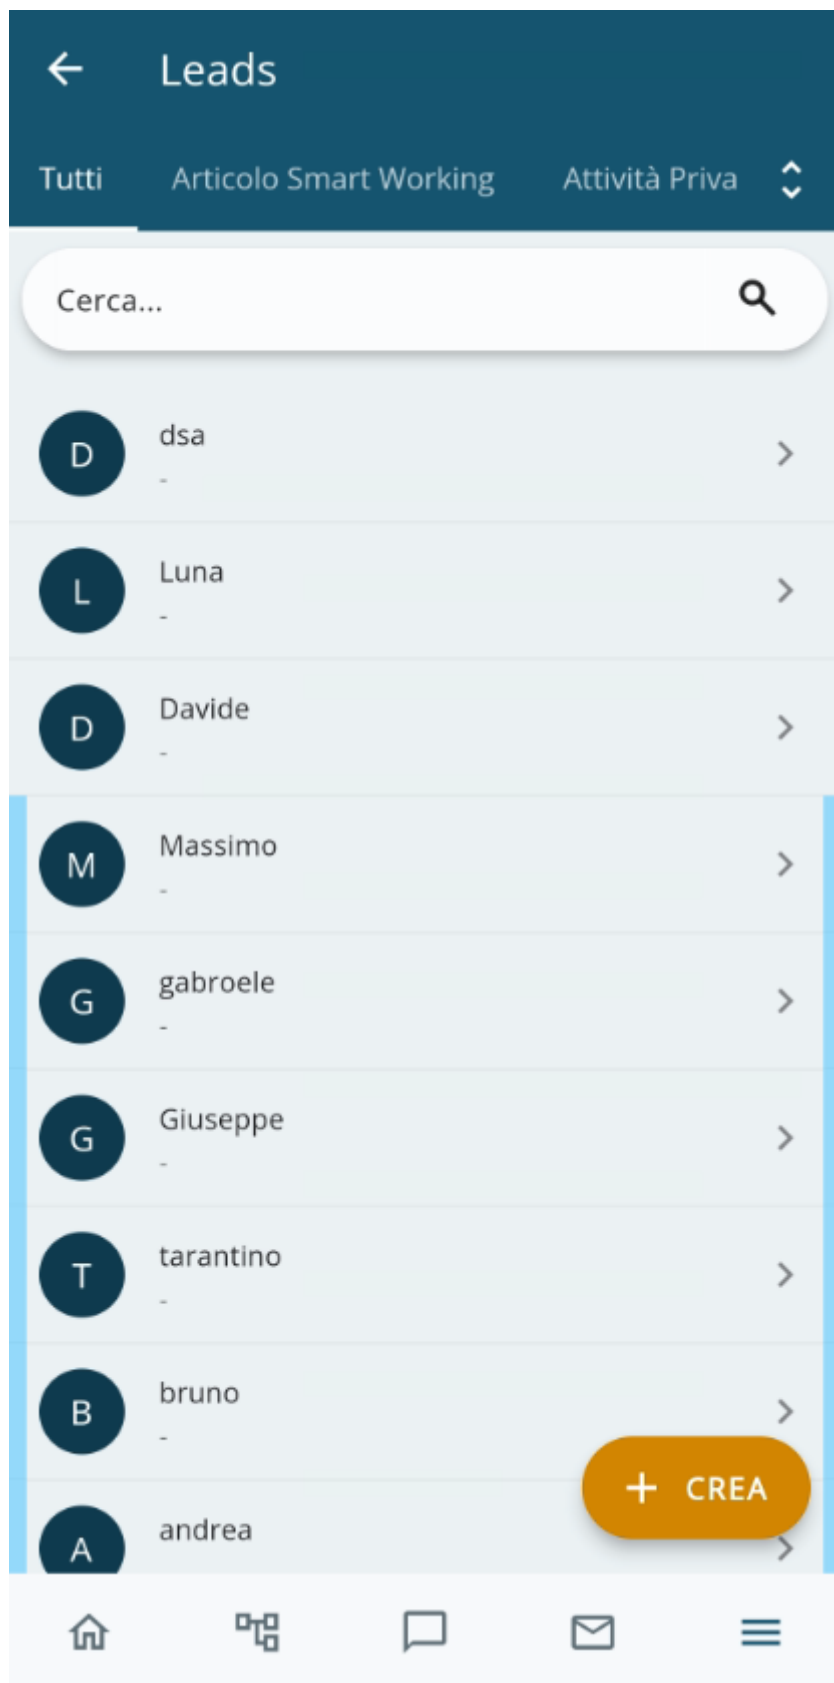 Leads
Tutti Articolo Smart Working Attività Priva
Cerca...
D dsa
-
L Luna
-
D Davide
-
M Massimo
-
G gabroele
-
G Giuseppe
-
T tarantino
-
B bruno
-
A andrea
+ CREA